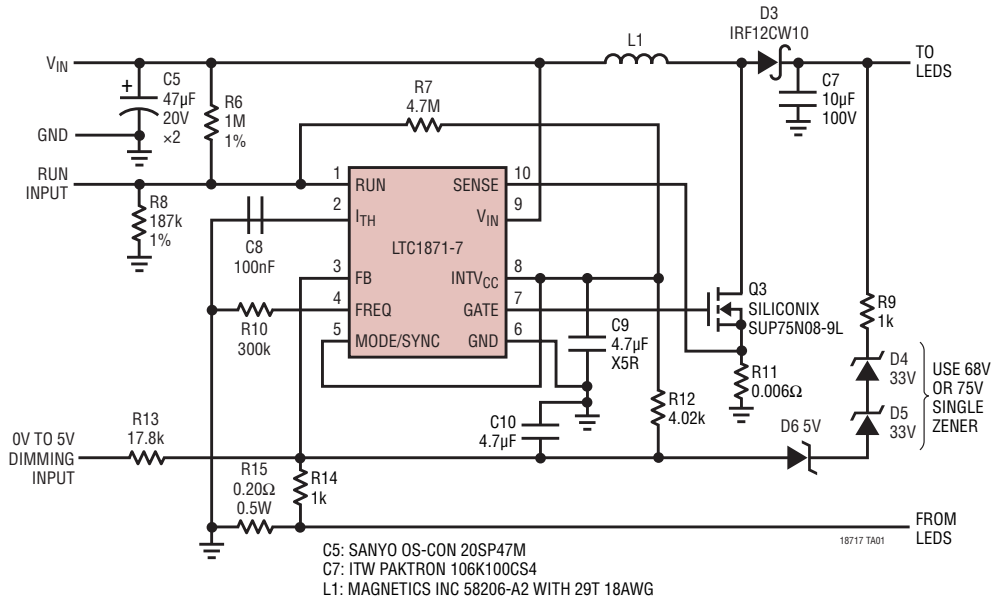 D3
IRF12CW10
L1
VIN
TO
LEDS
+
C5
47µF
20V
×2
R6
1M
1%
R7
4.7M
C7
10µF
100V
GND
RUN
INPUT
1
RUN
SENSE
10
2
ITH
VIN
9
R8
187k
1%
C8
100nF
LTC1871-7
3
FB
INTVCC
8
4
FREQ
GATE
7
5
MODE/SYNC
GND
6
R10
300k
Q3
SILICONIX
SUP75N08-9L
R9
1k
C9
4.7µF
X5R
R11
0.006Ω
D4
33V
D5
33V
USE 68V
OR 75V
SINGLE
ZENER
R12
4.02k
C10
4.7µF
D6 5V
0V TO 5V
DIMMING
INPUT
R13
17.8k
R15
0.20Ω
0.5W
R14
1k
FROM
LEDS
18717 TA01
C5: SANYO OS-CON 20SP47M
C7: ITW PAKTRON 106K100CS4
L1: MAGNETICS INC 58206-A2 WITH 29T 18AWG